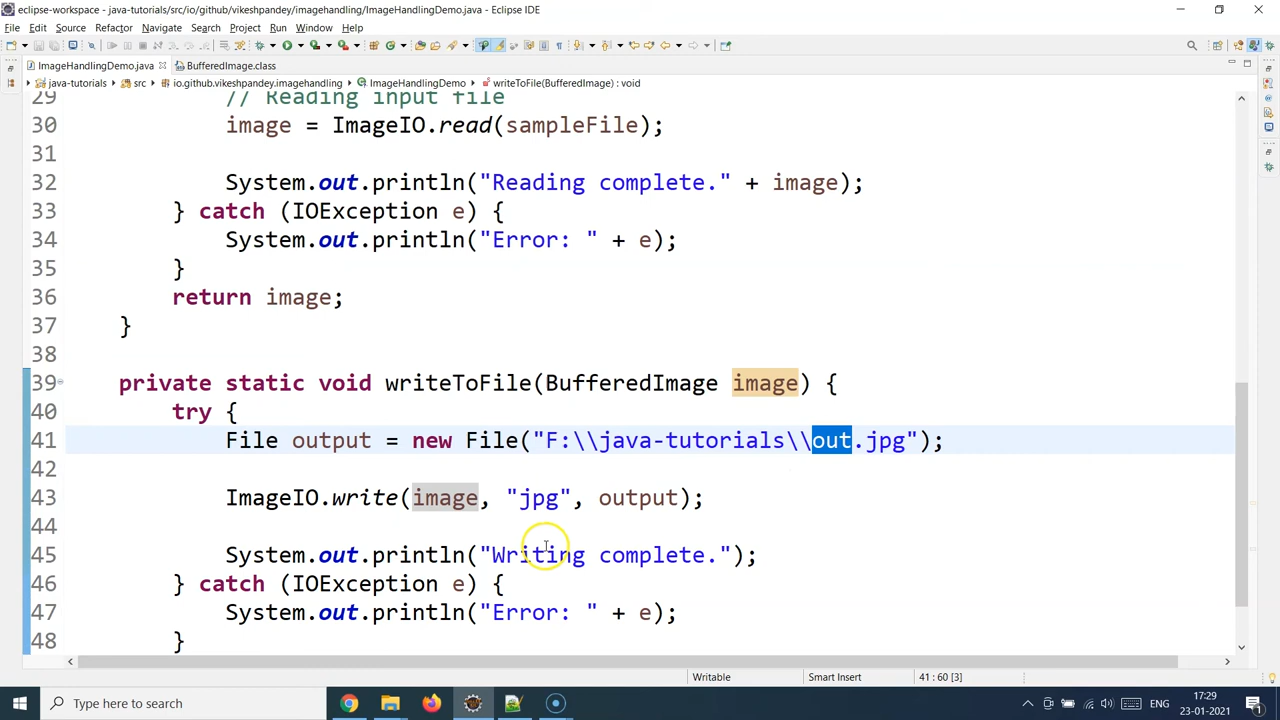 eclipse-workspace - java-tutorials/src/io/github/vikeshpandey/imagehandling/ImageHandlingDemo.java - Eclipse IDE
File Edit Source Refactor Navigate Search Project Run Window Help
ImageHandlingDemo.java BufferedImage.class
java-tutorials src io.github.vikeshpandey.imagehandling ImageHandlingDemo writeToFile(BufferedImage) : void
29 // Reading input file
30 image = ImageIO.read(sampleFile);
31
32 System.out.println("Reading complete." + image);
33 } catch (IOException e) {
34 System.out.println("Error: " + e);
35 }
36 return image;
37 }
38
39 private static void writeToFile(BufferedImage image) {
40 try {
41 File output = new File("F:\\java-tutorials\\out.jpg");
42
43 ImageIO.write(image, "jpg", output);
44
45 System.out.println("Writing complete.");
46 } catch (IOException e) {
47 System.out.println("Error: " + e);
48 }
Writable Smart Insert 41 : 60 [3]
Type here to search ENG 17:29
23-01-2021